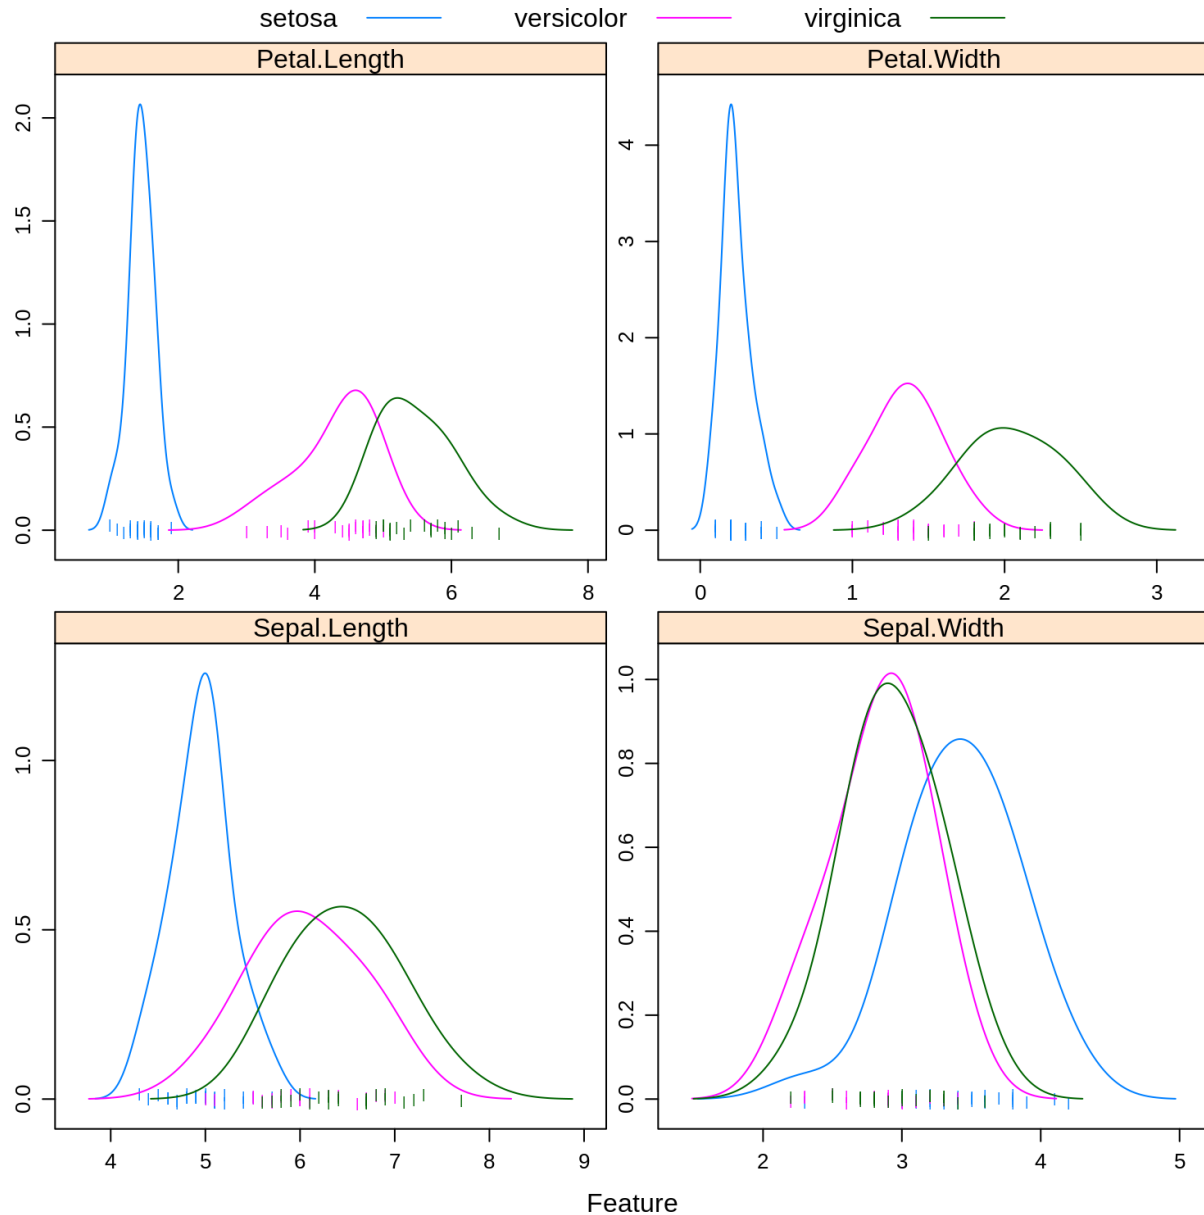 setosa versicolor virginica
Petal.Length
0.0 0.5 1.0 1.5 2.0
2 4 6 8
Petal.Width
0 1 2 3 4
0 1 2 3
Sepal.Length
0.0 0.5 1.0
4 5 6 7 8 9
Sepal.Width
0.0 0.2 0.4 0.6 0.8 1.0
2 3 4 5
Feature